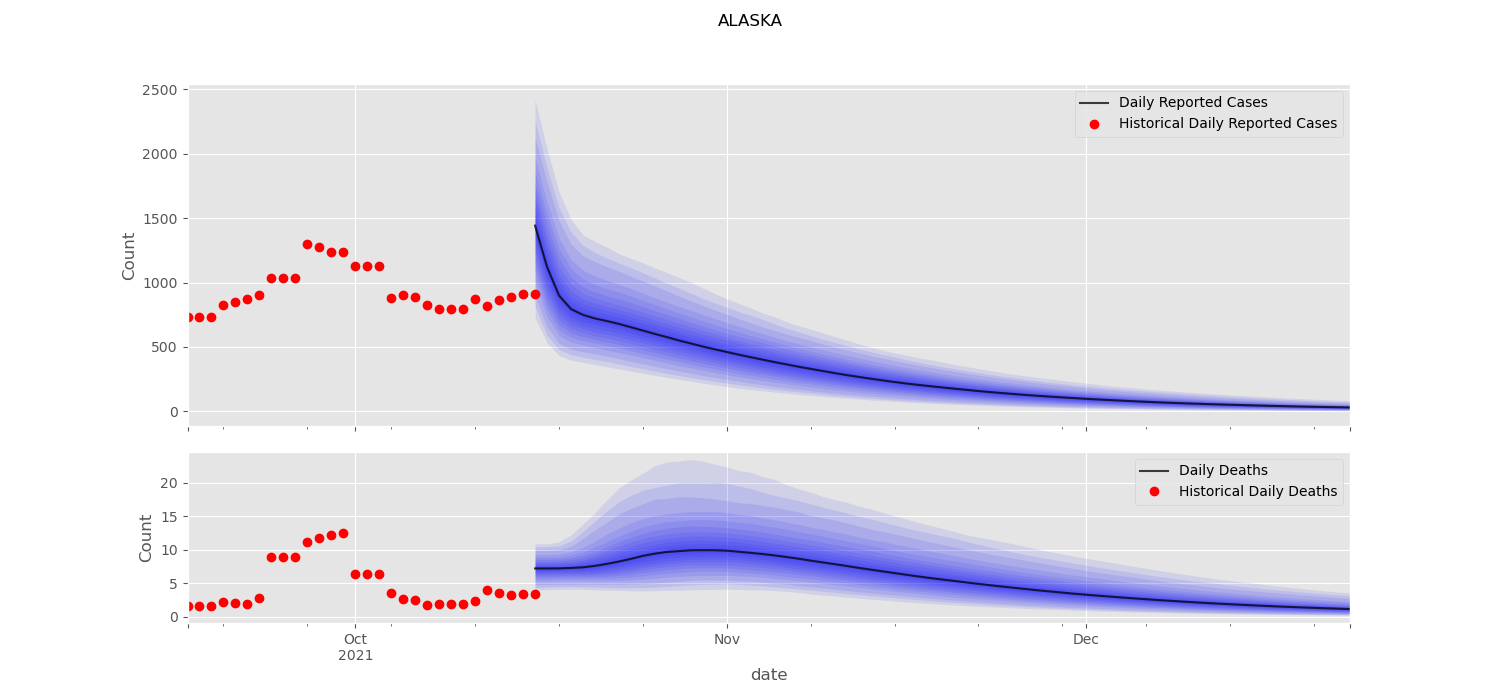 ALASKA
2500
2000
1500
1000
500
0
Count
Daily Reported Cases
Historical Daily Reported Cases
20
15
10
5
0
Count
Daily Deaths
Historical Daily Deaths
Oct
2021
Nov
Dec
date